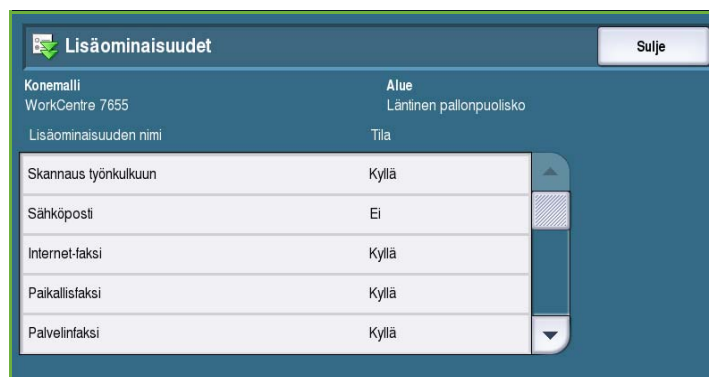 Lisäominaisuudet
Sulje
Konemalli Alue
WorkCentre 7655 Läntinen pallonpuolisko
Lisäominaisuuden nimi Tila
Skannaus työnkulkuun Kyllä
Sähköposti Ei
Internet-faksi Kyllä
Paikallisfaksi Kyllä
Palvelinfaksi Kyllä